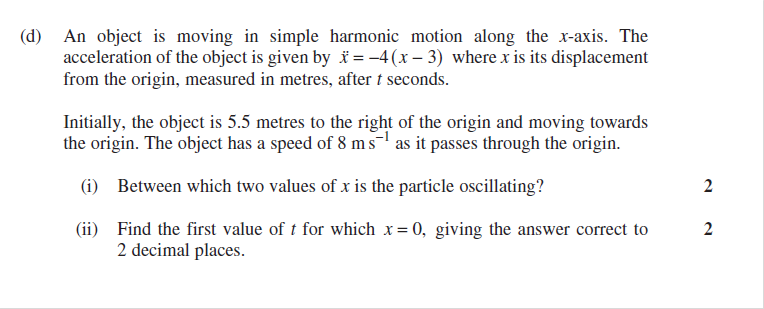 (d) An object is moving in simple harmonic motion along the x-axis. The
acceleration of the object is given by ẍ = −4(x − 3) where x is its displacement
from the origin, measured in metres, after t seconds.
Initially, the object is 5.5 metres to the right of the origin and moving towards
the origin. The object has a speed of 8 m s⁻¹ as it passes through the origin.
(i) Between which two values of x is the particle oscillating? 2
(ii) Find the first value of t for which x = 0, giving the answer correct to 2
2 decimal places.